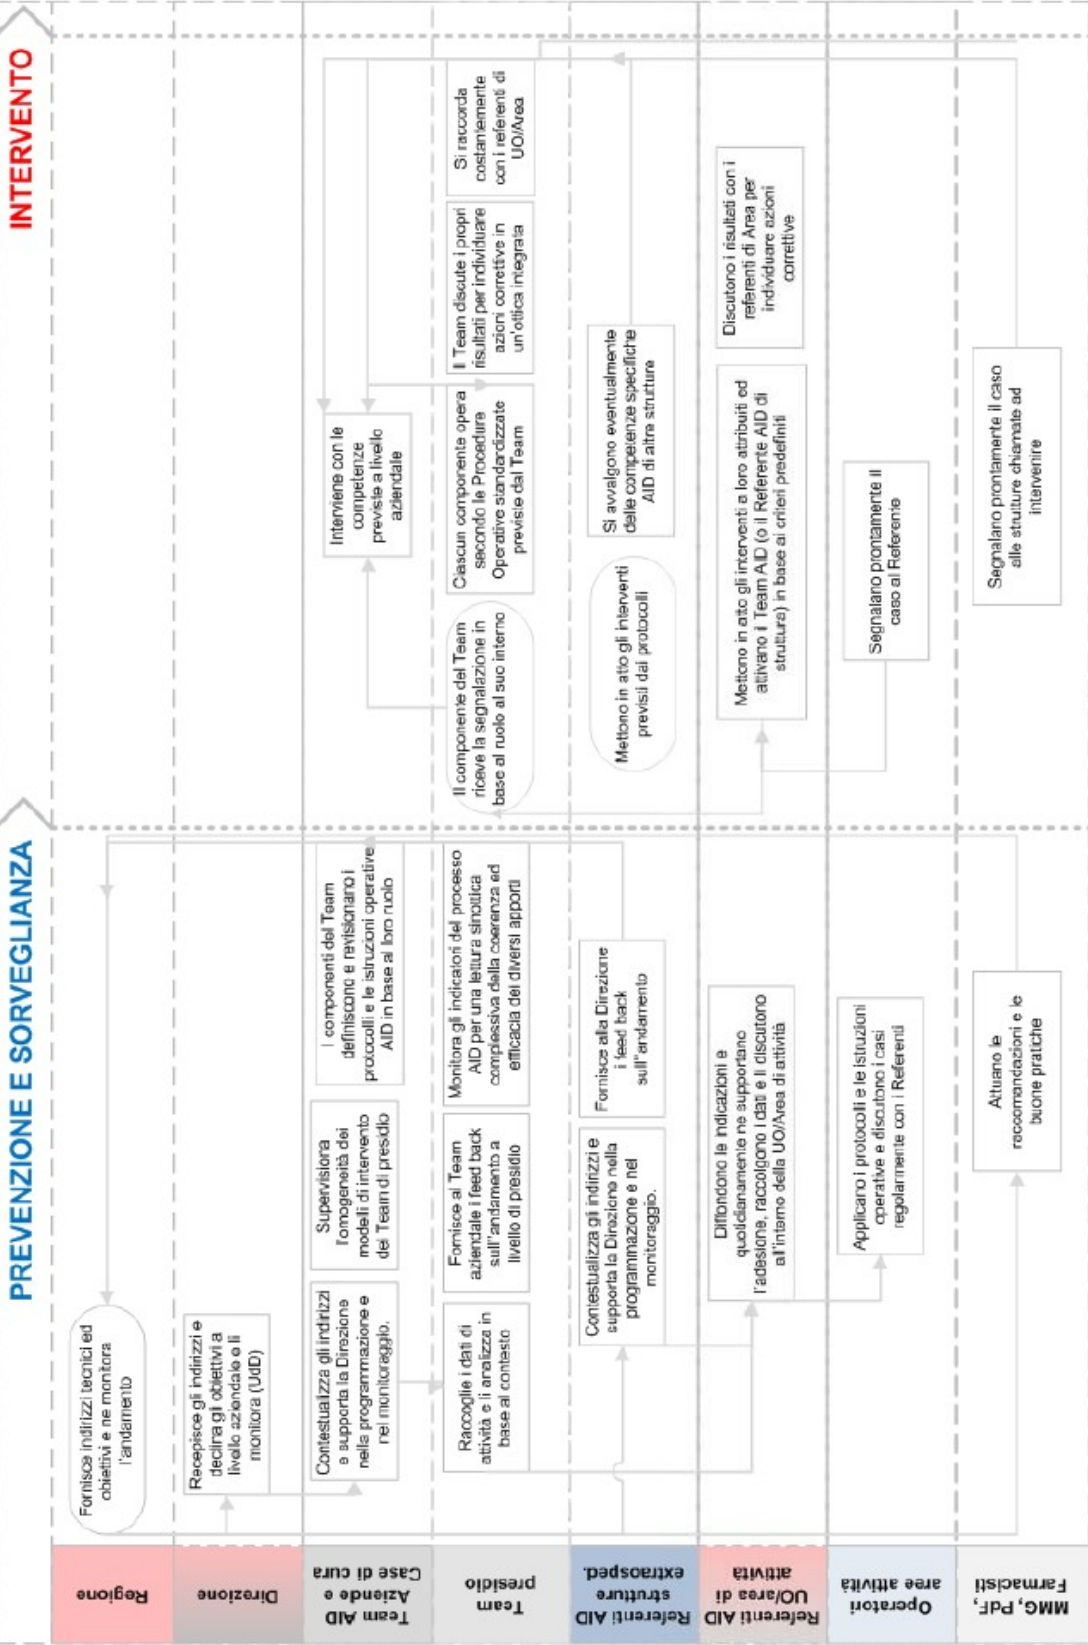 PREVENZIONE E SORVEGLIANZA
INTERVENTO
Regione
Fornisce indirizzi tecnici ed
obiettivi e ne monitora
l'andamento
Direzione
Recepisce gli indirizzi e
declina gli obiettivi a
livello aziendale e li
monitora (UdD)
Team AID
Aziende e
Case di cura
Contestualizza gli indirizzi
e supporta la Direzione
nella programmazione e
nel monitoraggio.
Supervisiona
l'omogeneità dei
modelli di intervento
del Team di presidio
I componenti del Team
definiscono e revisionano i
protocolli e le istruzioni operative
AID in base al loro ruolo
Interviene con le
competenze
previste a livello
aziendale
Team
presidio
Raccoglie i dati di
attività e li analizza in
base al contesto
Fornisce al Team
aziendale i feed back
sull'andamento a
livello di presidio
Monitora gli indicatori del processo
AID per una lettura sinottica
complessiva della coerenza ed
efficacia dei diversi apporti
Il componente del Team
riceve la segnalazione in
base al ruolo al suo interno
Ciascun componente opera
secondo le Procedure
Operative standardizzate
previste dal Team
Il Team discute i propri
risultati per individuare
azioni correttive in
un'ottica integrata
Si raccorda
costantemente
con i referenti di
UO/Area
Referenti AID
strutture
extraosped.
Contestualizza gli indirizzi e
supporta la Direzione nella
programmazione e nel
monitoraggio.
Fornisce alla Direzione
i feed back
sull'andamento
Mettono in atto gli interventi
previsti dai protocolli
Si avvalgono eventualmente
delle competenze specifiche
AID di altre strutture
Referenti AID
UO/area di
attività
Diffondono le indicazioni e
quotidianamente ne supportano
l'adesione, raccolgono i dati e li discutono
all'interno della UO/Area di attività
Mettono in atto gli interventi a loro attribuiti ed
attivano il Team AID (o il Referente AID di
struttura) in base ai criteri predefiniti
Discutono i risultati con i
referenti di Area per
individuare azioni
correttive
Operatori
aree attività
Applicano i protocolli e le istruzioni
operative e discutono i casi
regolarmente con i Referenti
Segnalano prontamente il
caso al Referente
MMG, PdF,
Farmacisti
Attuano le
raccomandazioni e le
buone pratiche
Segnalano prontamente il caso
alle strutture chiamate ad
intervenire